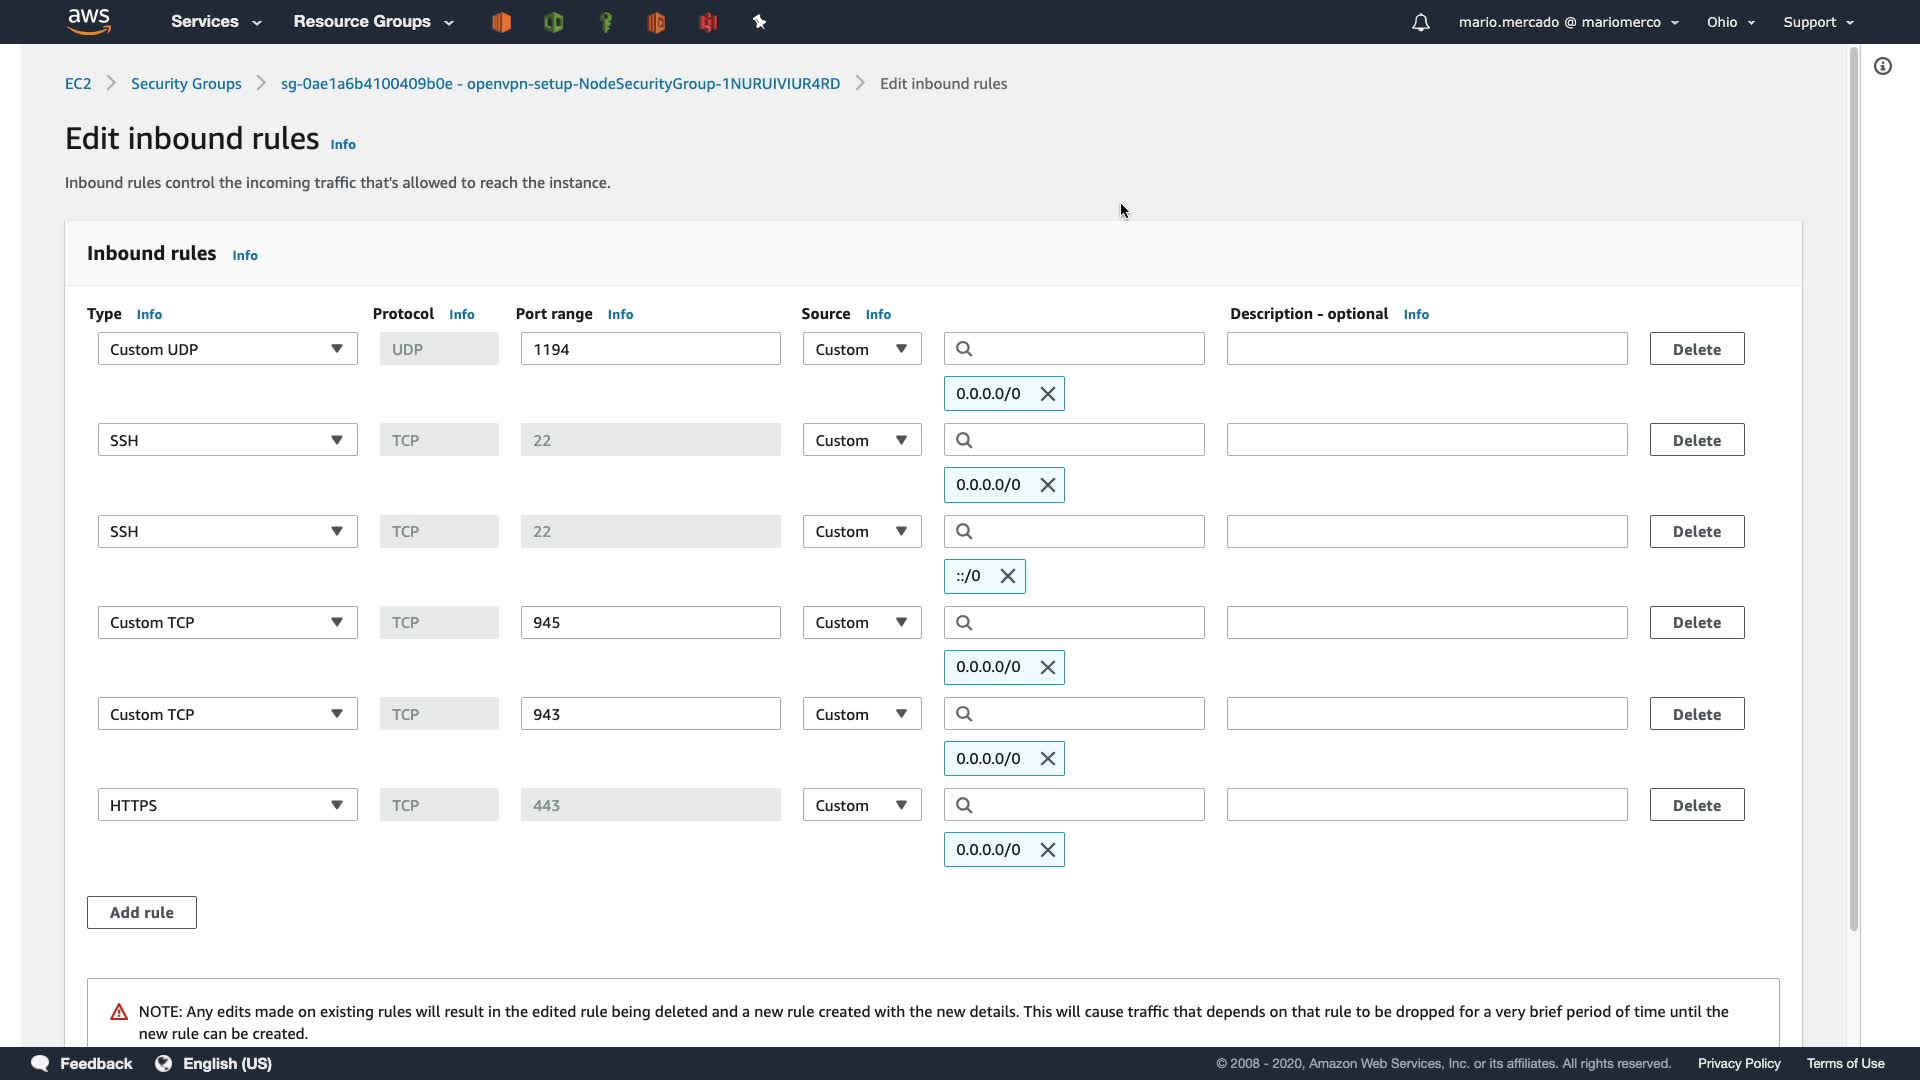 aws Services Resource Groups mario.mercado @ mariomerco Ohio Support
EC2 Security Groups sg-0ae1a6b4100409b0e - openvpn-setup-NodeSecurityGroup-1NURUIVIUR4RD Edit inbound rules
Edit inbound rules Info
Inbound rules control the incoming traffic that's allowed to reach the instance.
Inbound rules Info
Type Info Protocol Info Port range Info Source Info Description - optional Info
Custom UDP UDP 1194 Custom Delete
0.0.0.0/0
SSH TCP 22 Custom Delete
0.0.0.0/0
SSH TCP 22 Custom Delete
::/0
Custom TCP TCP 945 Custom Delete
0.0.0.0/0
Custom TCP TCP 943 Custom Delete
0.0.0.0/0
HTTPS TCP 443 Custom Delete
0.0.0.0/0
Add rule
NOTE: Any edits made on existing rules will result in the edited rule being deleted and a new rule created with the new details. This will cause traffic that depends on that rule to be dropped for a very brief period of time until the
new rule can be created.
Feedback English (US) © 2008 - 2020, Amazon Web Services, Inc. or its affiliates. All rights reserved. Privacy Policy Terms of Use